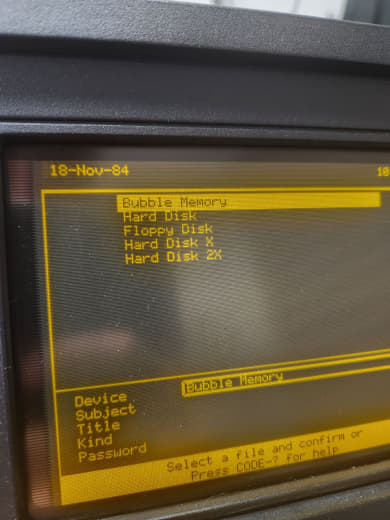 18-Nov-84 10
Bubble Memory
Hard Disk
Floppy Disk
Hard Disk X
Hard Disk 2X
Device Bubble Memory
Subject
Title
Kind
Password
Select a file and confirm or
Press CODE-? for help